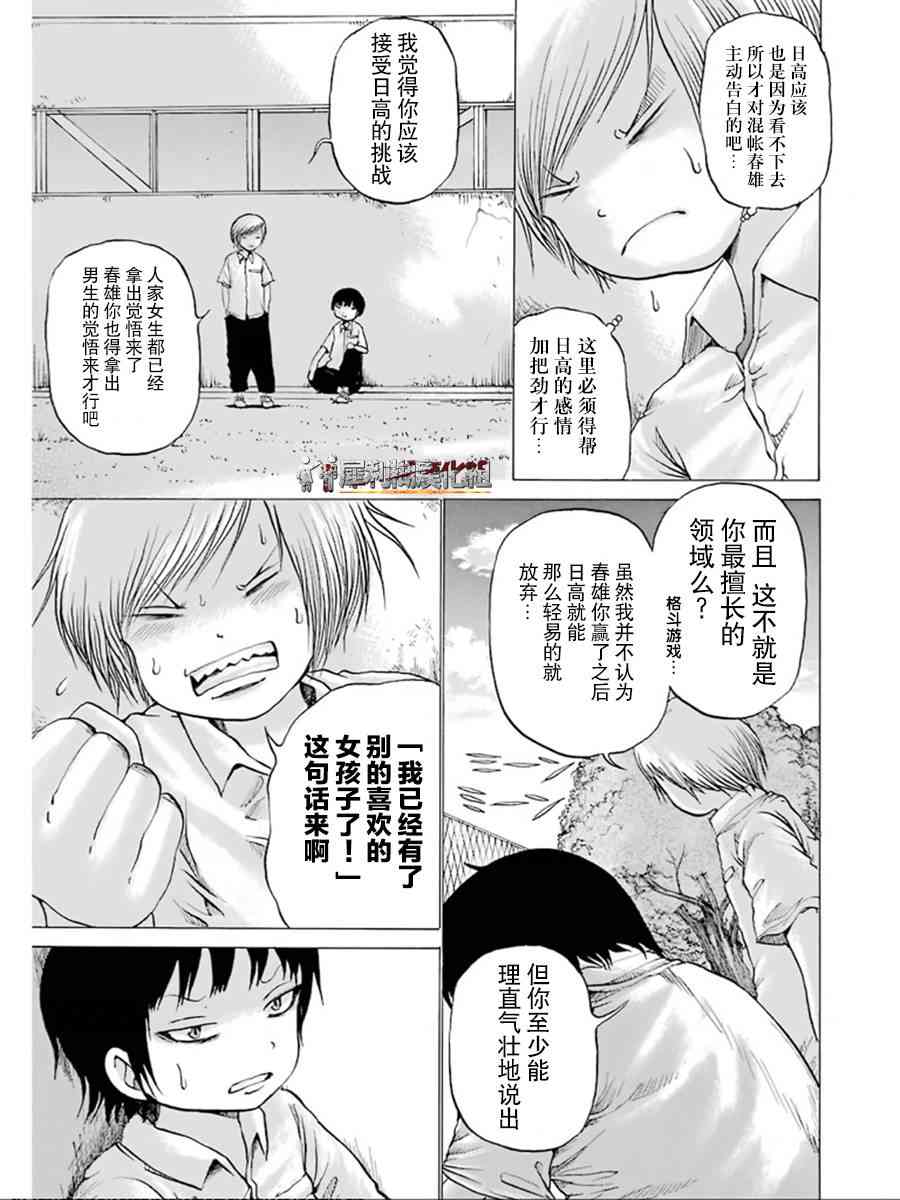 日高应该
也是因为看不下去
所以才对混帐春雄
主动告白的吧…
这里必须得帮
日高的感情
加把劲才行…
我觉得你应该
接受日高的挑战
人家女生都已经
拿出觉悟来了
春雄你也得拿出
男生的觉悟来才行吧
犀利物质汉化组
而且 这不就是
你最擅长的
领域么?
格斗游戏…
虽然我并不认为
春雄你赢了之后
日高就能
那么轻易的就
放弃…
但你至少能
理直气壮地说出
「我已经有了
别的喜欢的
女孩子了!」
这句话来啊